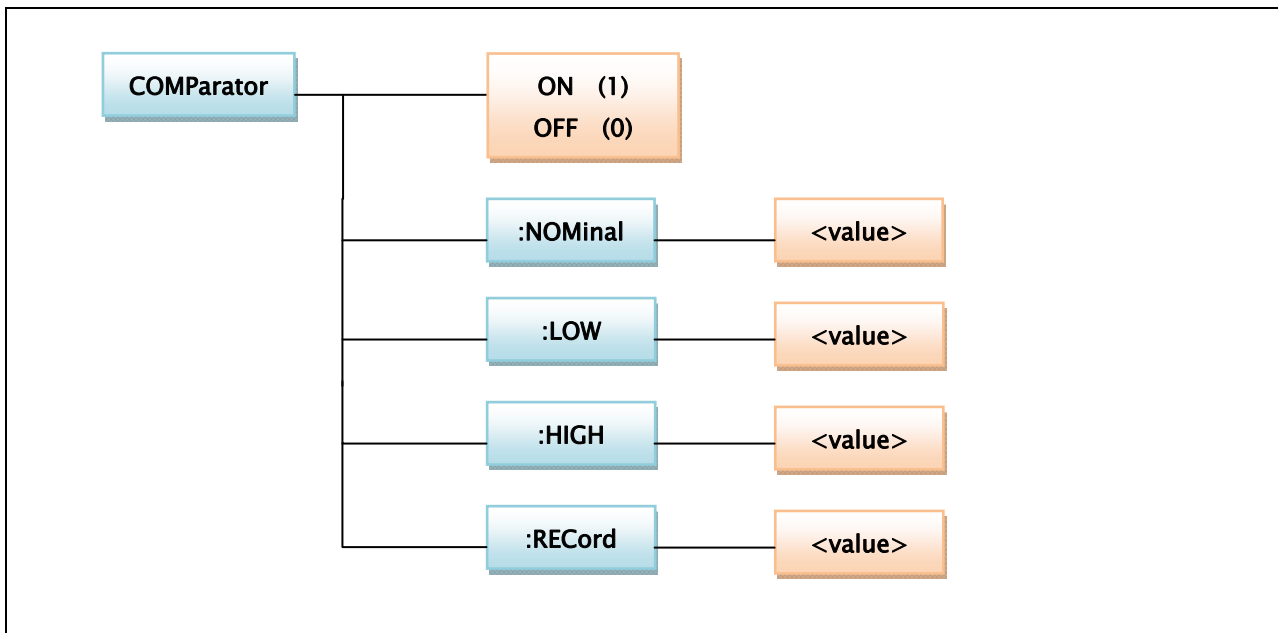 COMParator
ON (1)
OFF (0)
:NOMinal
<value>
:LOW
<value>
:HIGH
<value>
:RECord
<value>